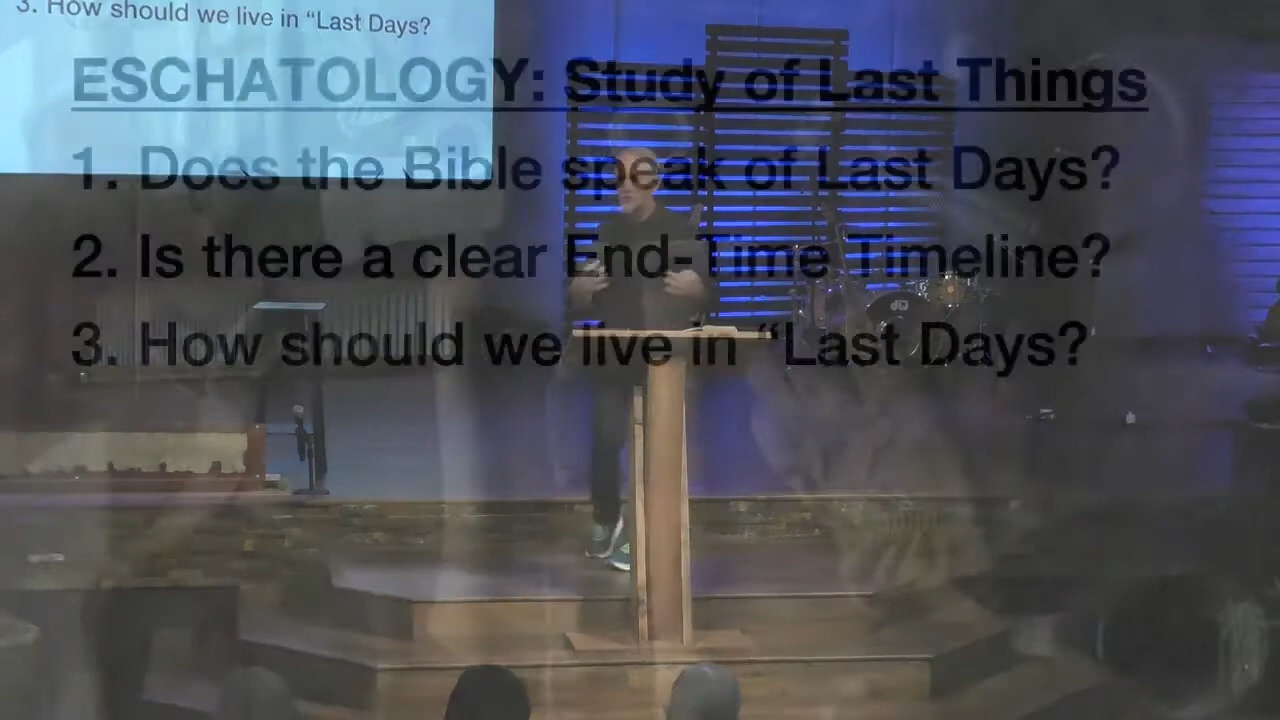 3. How should we live in “Last Days?
ESCHATOLOGY: Study of Last Things
1. Does the Bible speak of Last Days?
2. Is there a clear End-Time Timeline?
3. How should we live in “Last Days?
dw